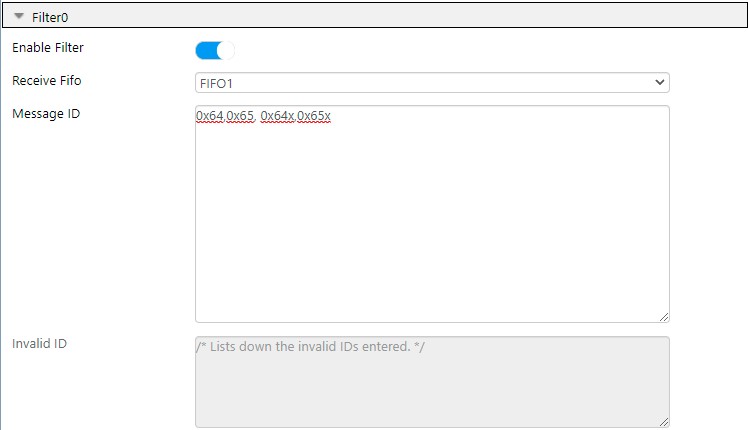 Filter0
Enable Filter
Receive Fifo
FIFO1
Message ID
0x64,0x65, 0x64x,0x65x
Invalid ID
/* Lists down the invalid IDs entered. */